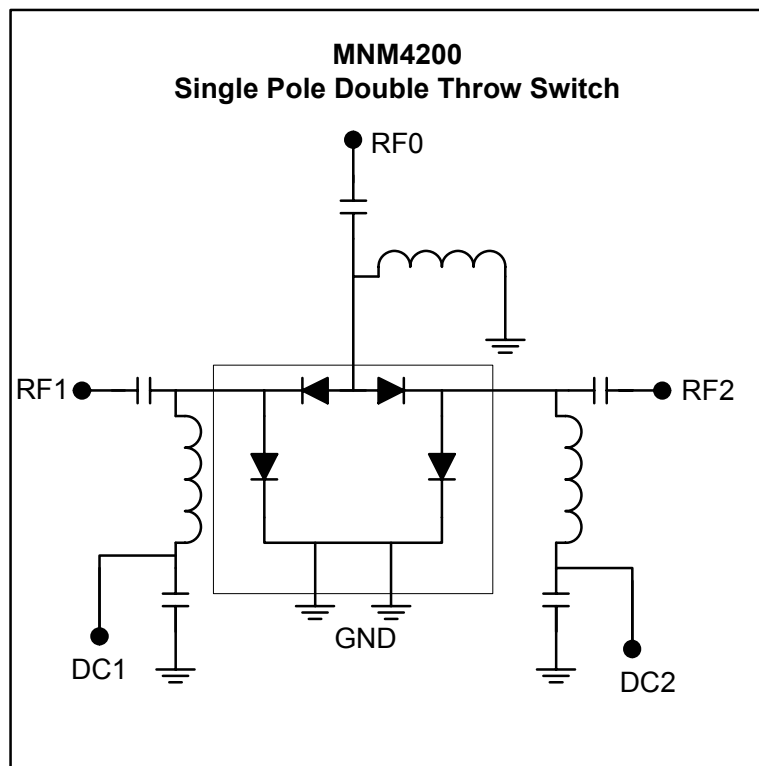 MNM4200
Single Pole Double Throw Switch
RF0
RF1
RF2
GND
DC1
DC2